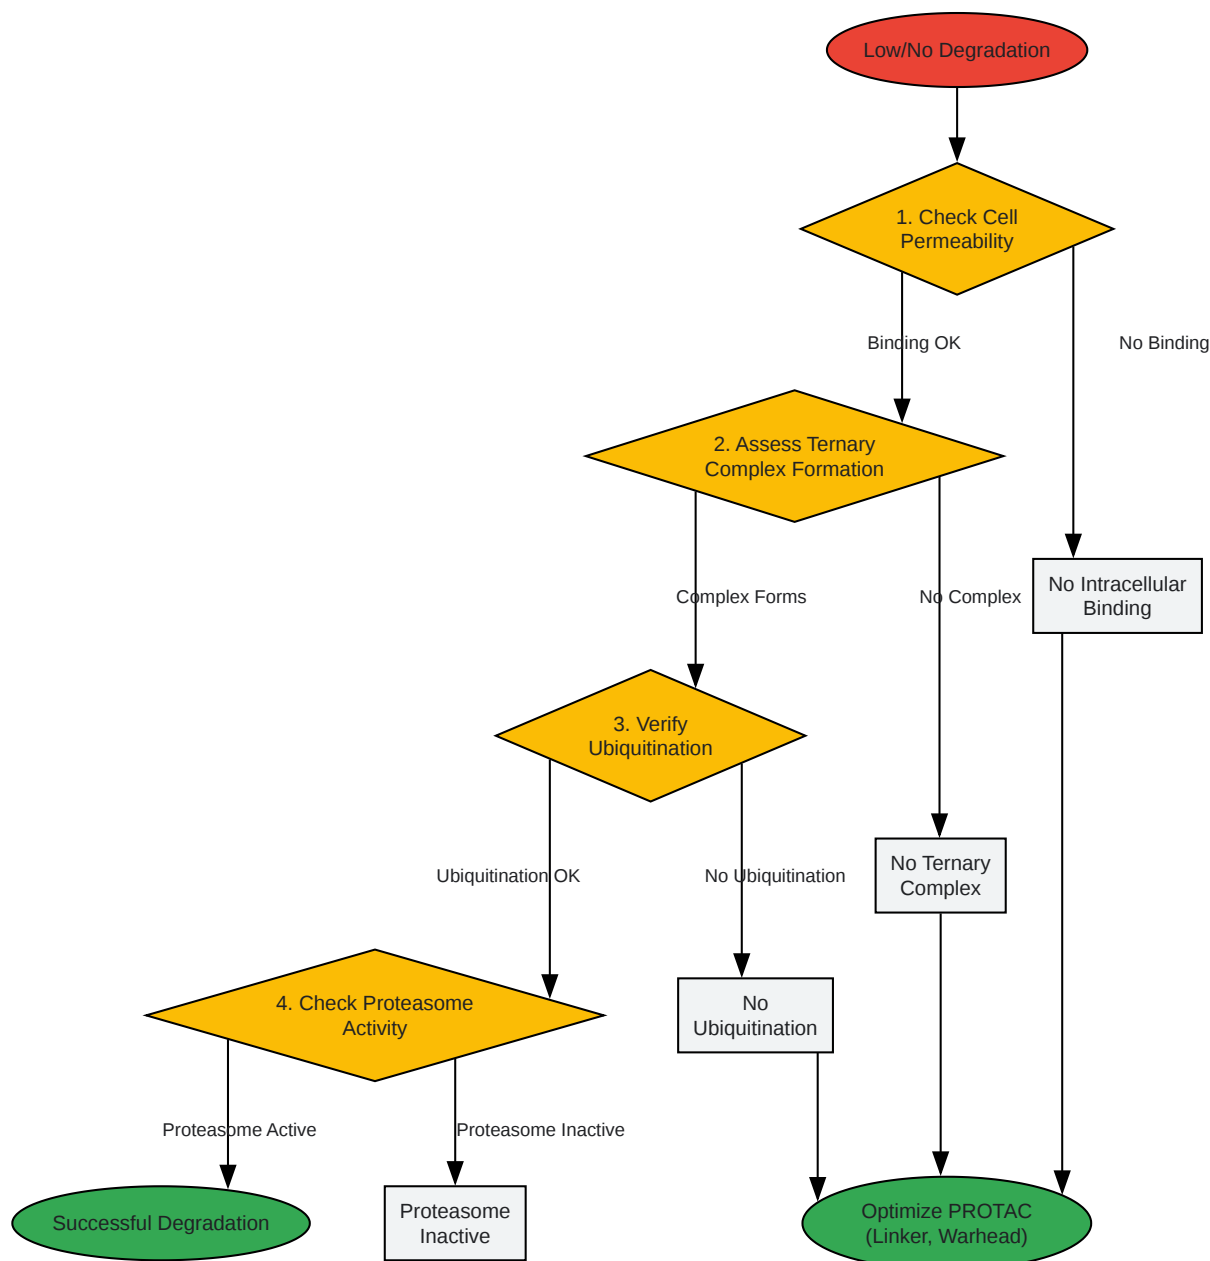 Low/No Degradation
1. Check Cell
Permeability
Binding OK
No Binding
2. Assess Ternary
Complex Formation
No Intracellular
Binding
Complex Forms
No Complex
3. Verify
Ubiquitination
No Ternary
Complex
Ubiquitination OK
No Ubiquitination
4. Check Proteasome
Activity
No
Ubiquitination
Proteasome Active
Proteasome Inactive
Successful Degradation
Proteasome
Inactive
Optimize PROTAC
(Linker, Warhead)